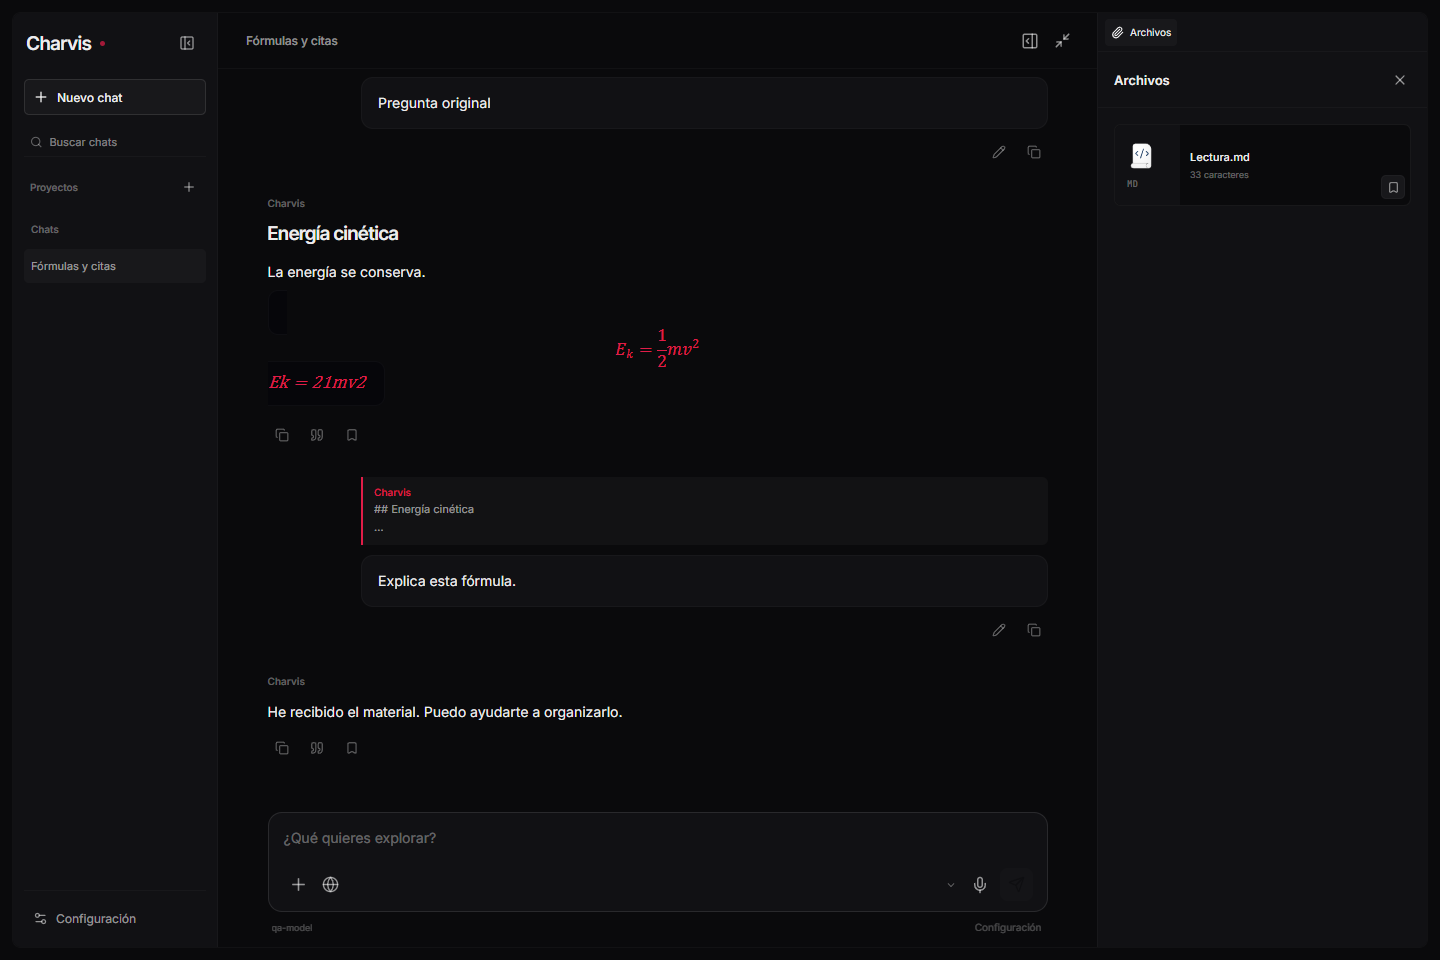 Charvis
Nuevo chat
Buscar chats
Proyectos
Chats
Fórmulas y citas
Configuración
Fórmulas y citas
Pregunta original
Charvis
Energía cinética
La energía se conserva.
E_k = 1/2 mv²
Ek = 21mv2
Charvis
## Energía cinética
...
Explica esta fórmula.
Charvis
He recibido el material. Puedo ayudarte a organizarlo.
¿Qué quieres explorar?
qa-model
Configuración
Archivos
Archivos
</>
MD
Lectura.md
33 caracteres